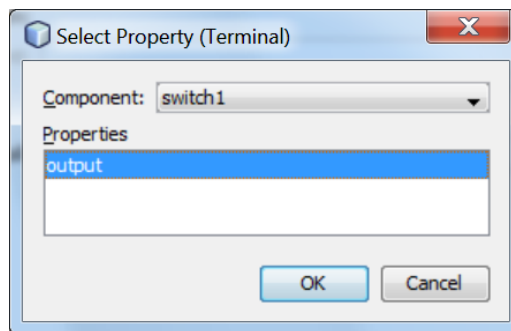 Select Property (Terminal)
Component: switch1
Properties
output
OK Cancel